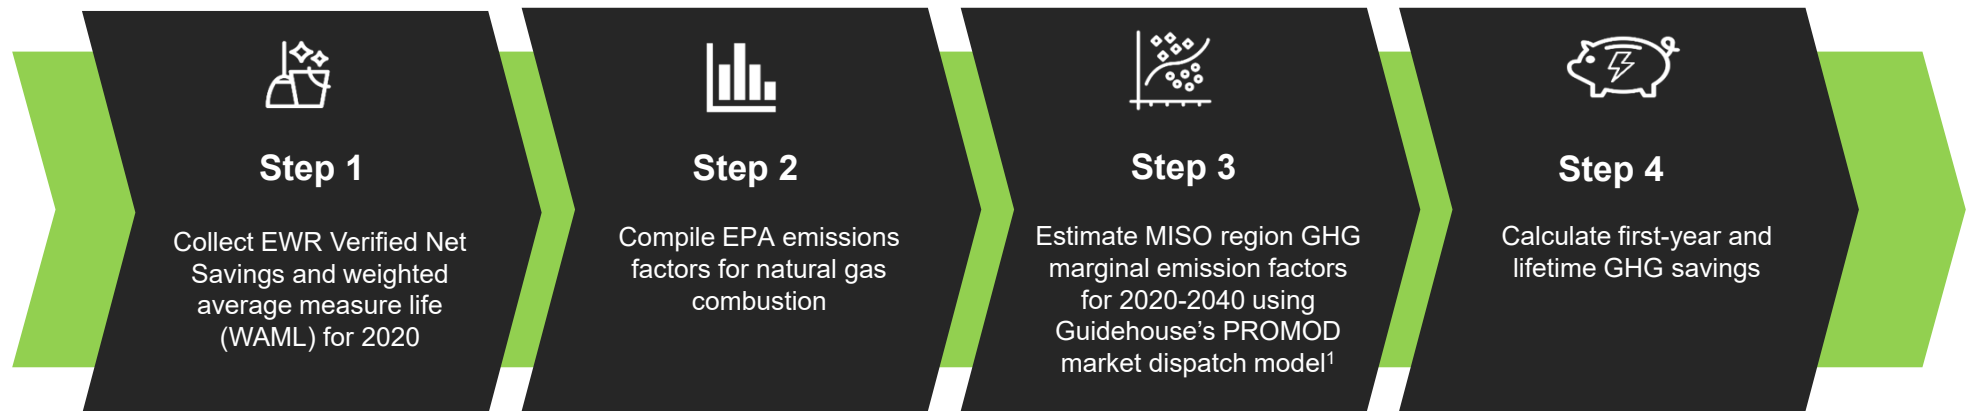 Step 1
Collect EWR Verified Net
Savings and weighted
average measure life
(WAML) for 2020
Step 2
Compile EPA emissions
factors for natural gas
combustion
Step 3
Estimate MISO region GHG
marginal emission factors
for 2020-2040 using
Guidehouse’s PROMOD
market dispatch model¹
Step 4
Calculate first-year and
lifetime GHG savings